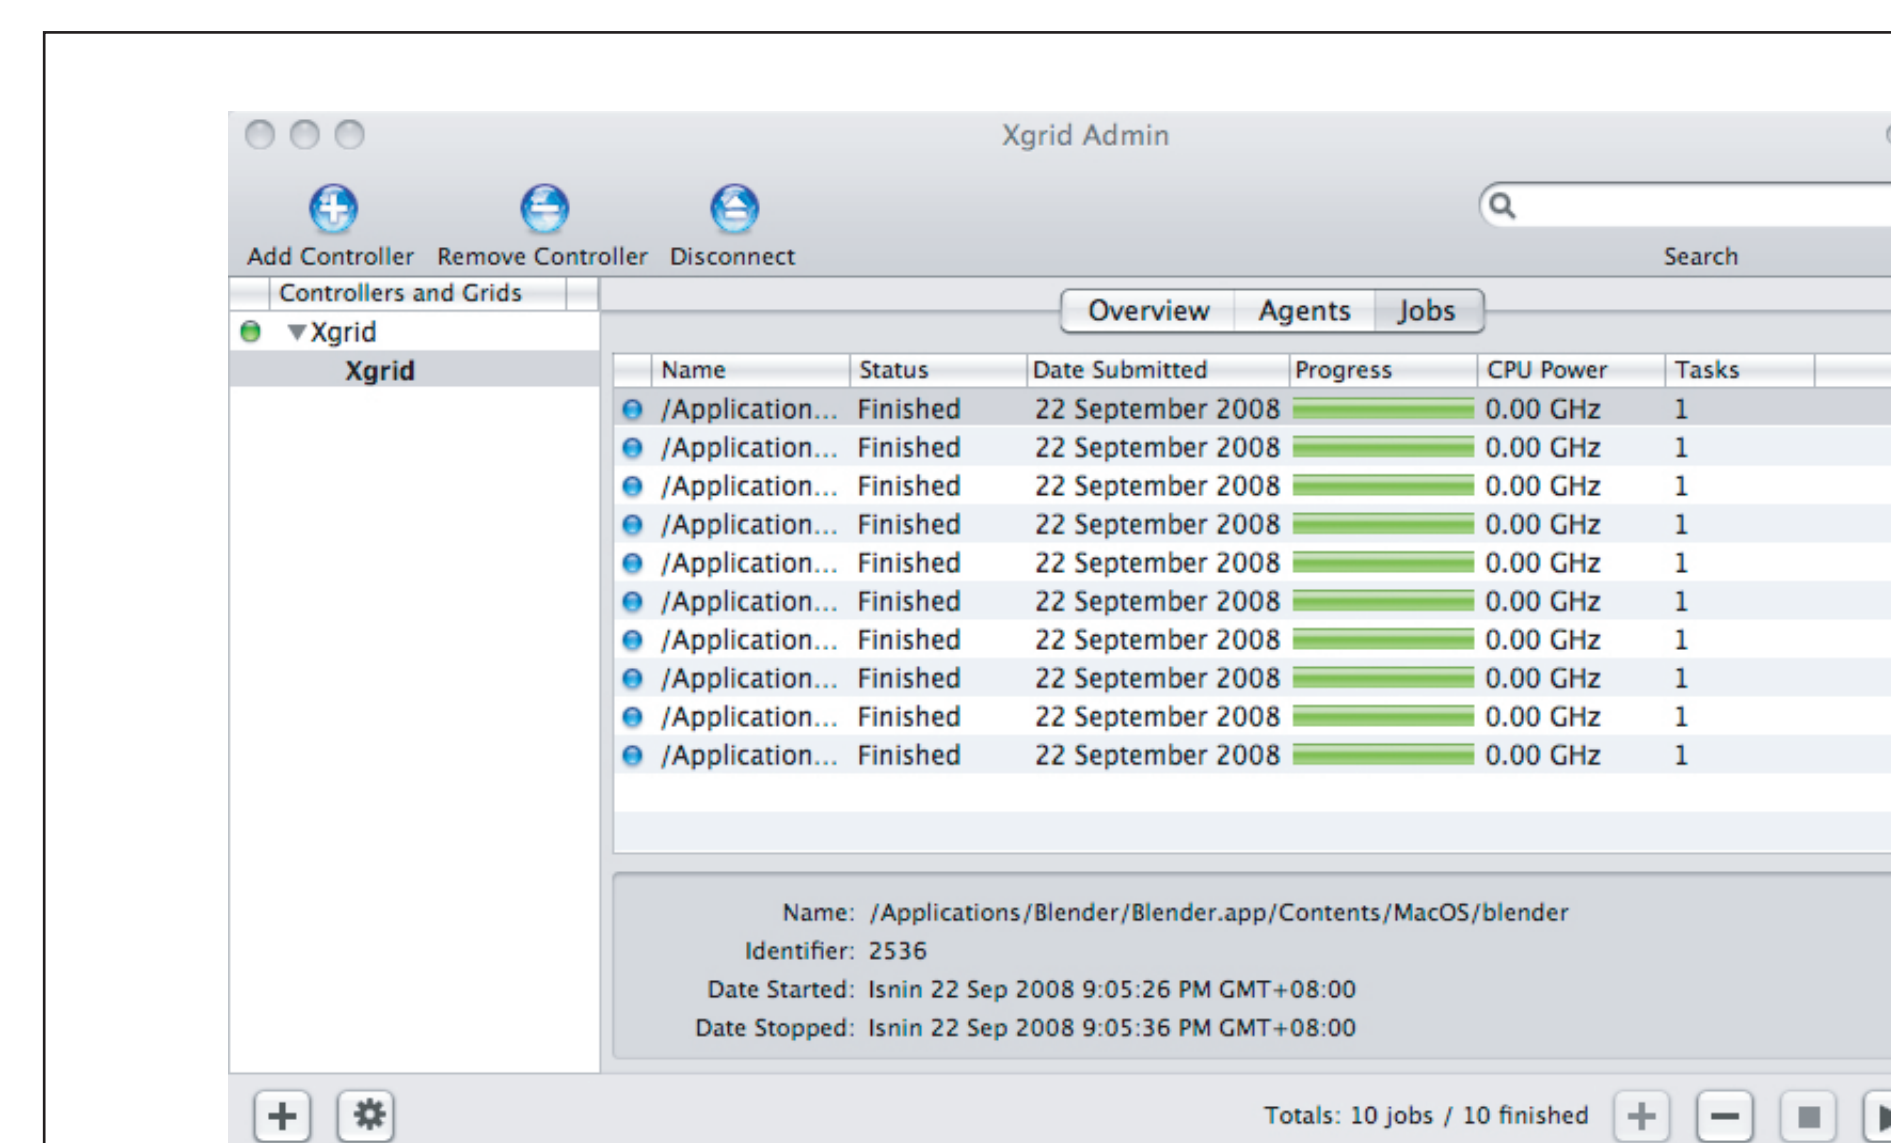 Xgrid Admin
Add Controller Remove Controller Disconnect Search
Controllers and Grids
Overview Agents Jobs
Xgrid
Xgrid
Name Status Date Submitted Progress CPU Power Tasks
/Application... Finished 22 September 2008 0.00 GHz 1
/Application... Finished 22 September 2008 0.00 GHz 1
/Application... Finished 22 September 2008 0.00 GHz 1
/Application... Finished 22 September 2008 0.00 GHz 1
/Application... Finished 22 September 2008 0.00 GHz 1
/Application... Finished 22 September 2008 0.00 GHz 1
/Application... Finished 22 September 2008 0.00 GHz 1
/Application... Finished 22 September 2008 0.00 GHz 1
/Application... Finished 22 September 2008 0.00 GHz 1
/Application... Finished 22 September 2008 0.00 GHz 1
Name: /Applications/Blender/Blender.app/Contents/MacOS/blender
Identifier: 2536
Date Started: Isnin 22 Sep 2008 9:05:26 PM GMT+08:00
Date Stopped: Isnin 22 Sep 2008 9:05:36 PM GMT+08:00
Totals: 10 jobs / 10 finished